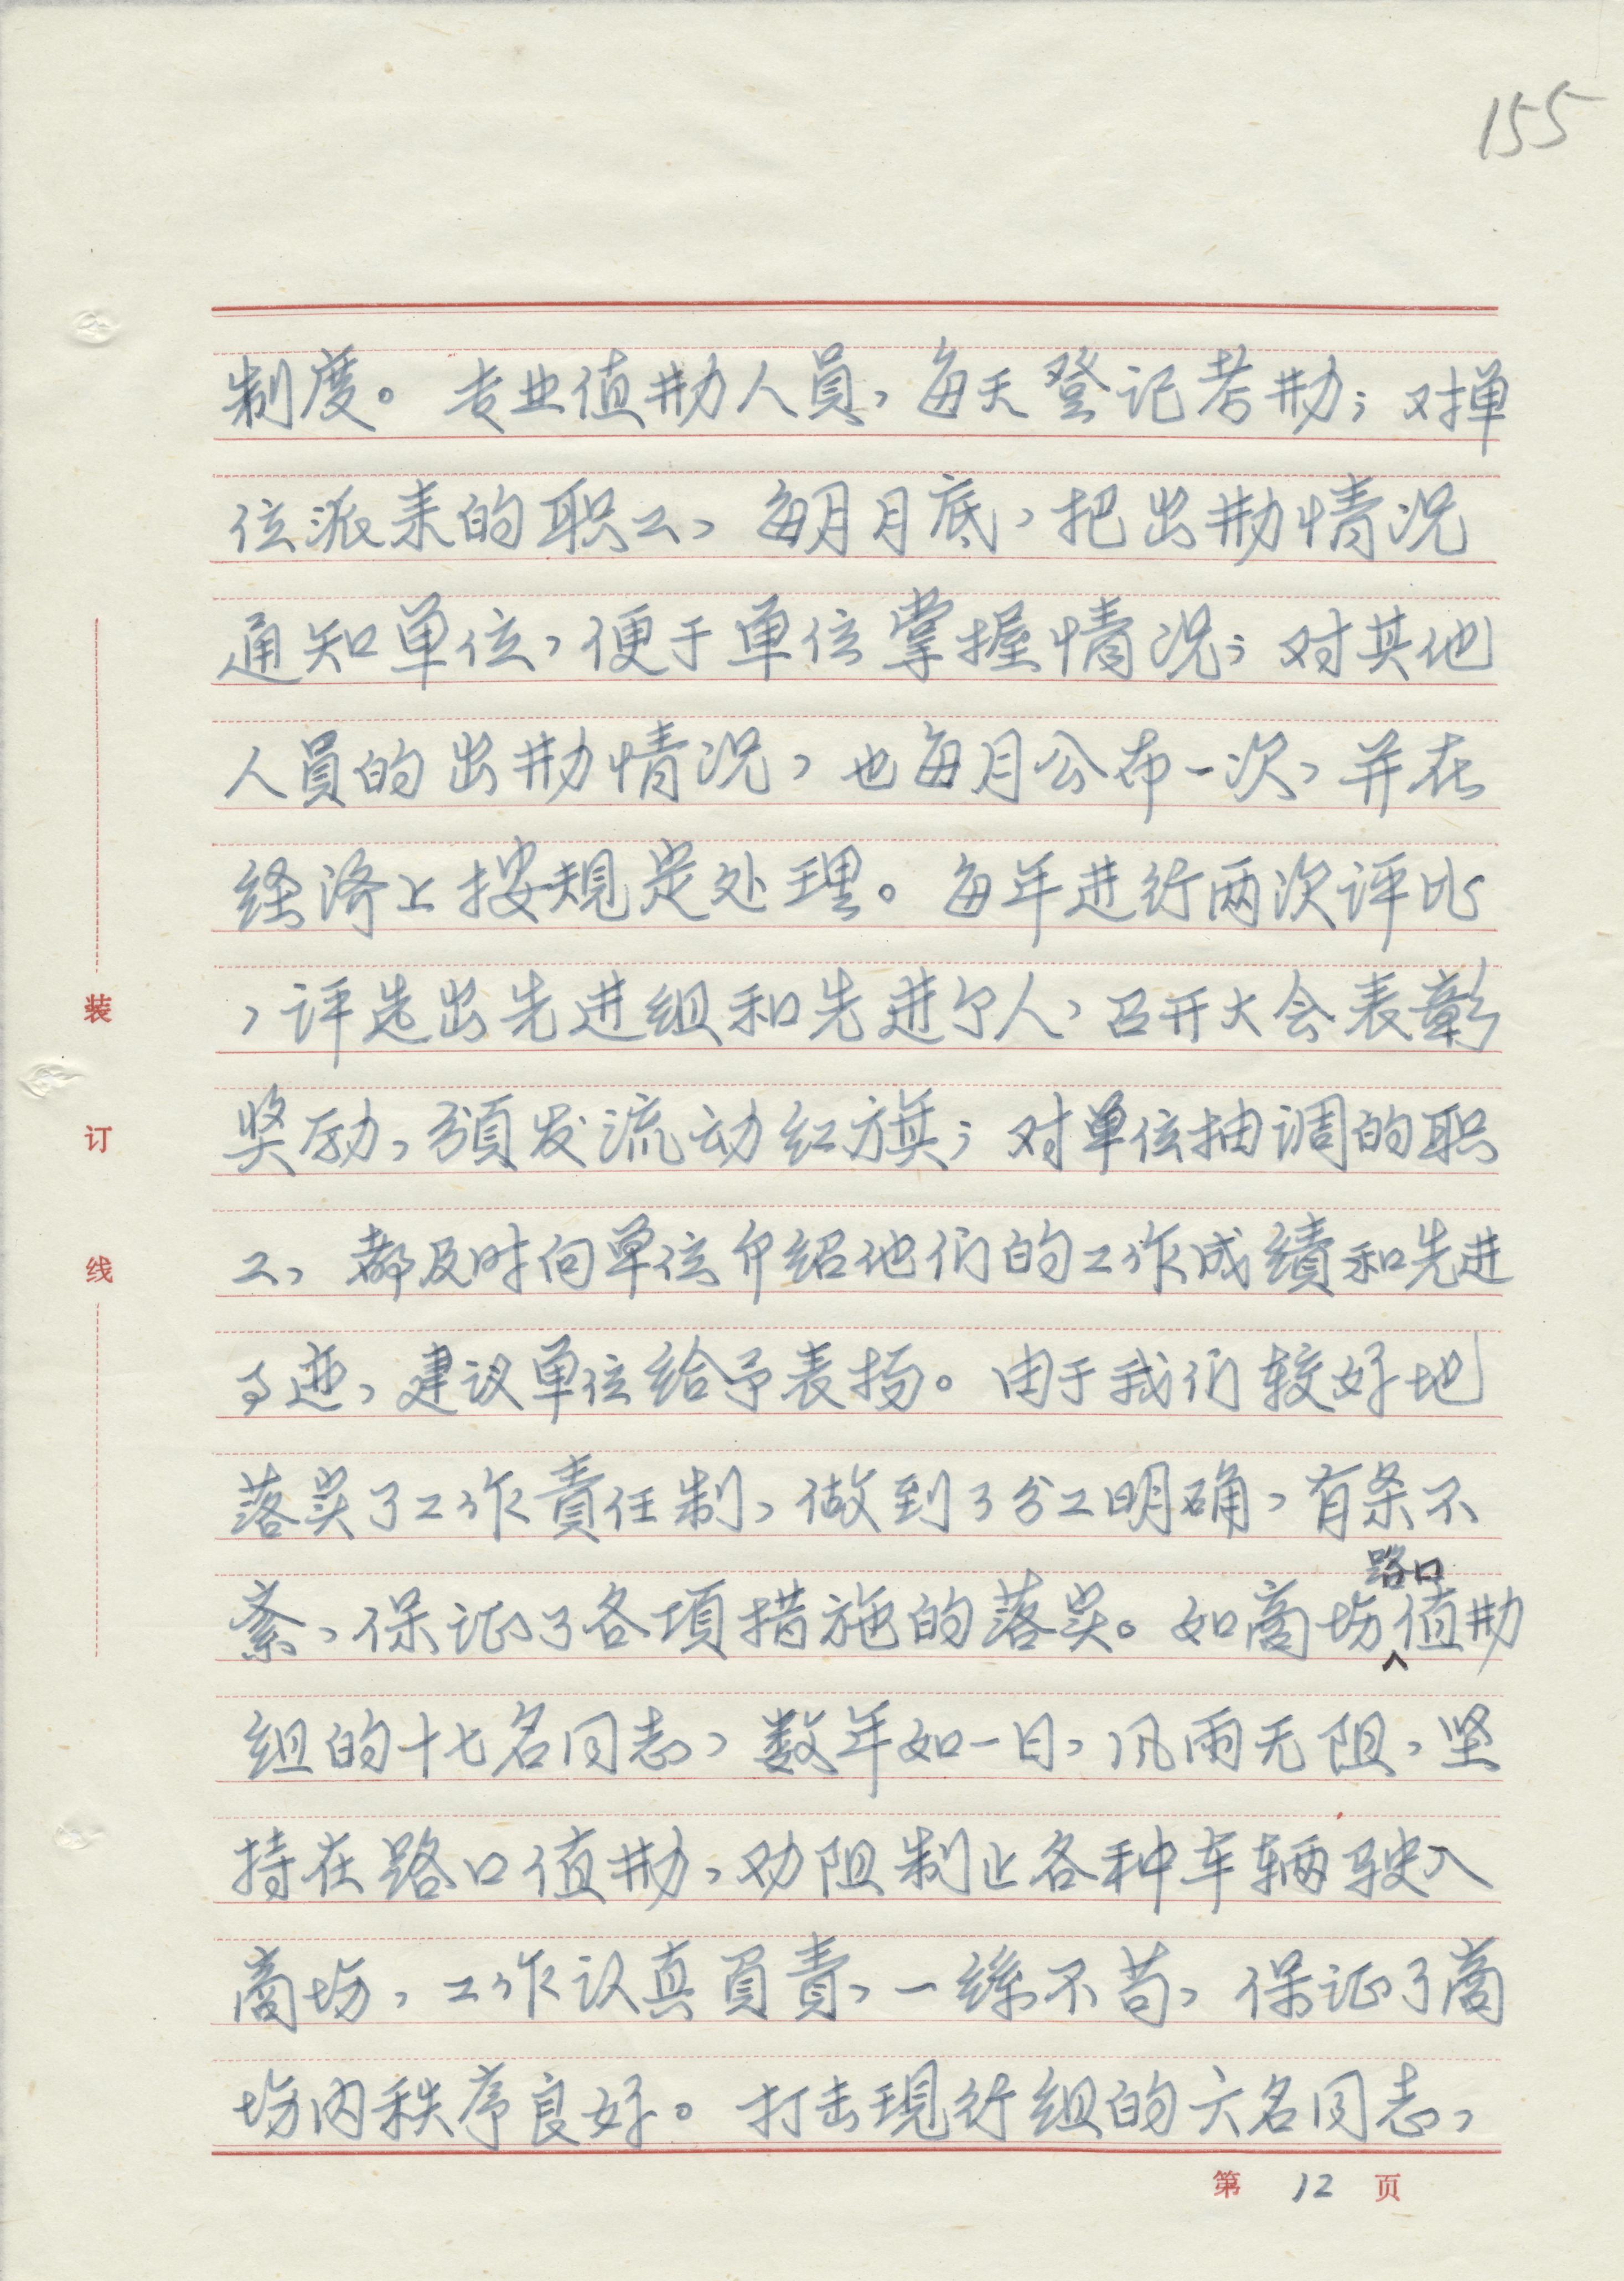 155
制度。专业值勤人員，每天登记考勤；对单
位派来的职工，每月月底，把出勤情况
通知单位，便于单位掌握情况；对其他
人員的出勤情况，也每月公布一次，并在
经济上按规定处理。每年进行两次评比
，评选出先进组和先进个人，召开大会表彰
奖励，颁发流动红旗；对单位抽调的职
工，都及时向单位介绍他们的工作成績和先进
事迹，建议单位给予表扬。由于我们较好地
落实了工作責任制，做到了分工明确，有条不
路口
紊，保证了各項措施的落实。如商场值勤
组的十七名同志，数年如一日，风雨无阻，坚
持在路口值勤，劝阻制止各种车辆驶入
商场，工作认真負責，一絲不苟，保证了商
场内秩序良好。打击現行组的六名同志，
装
订
线
第 12 页